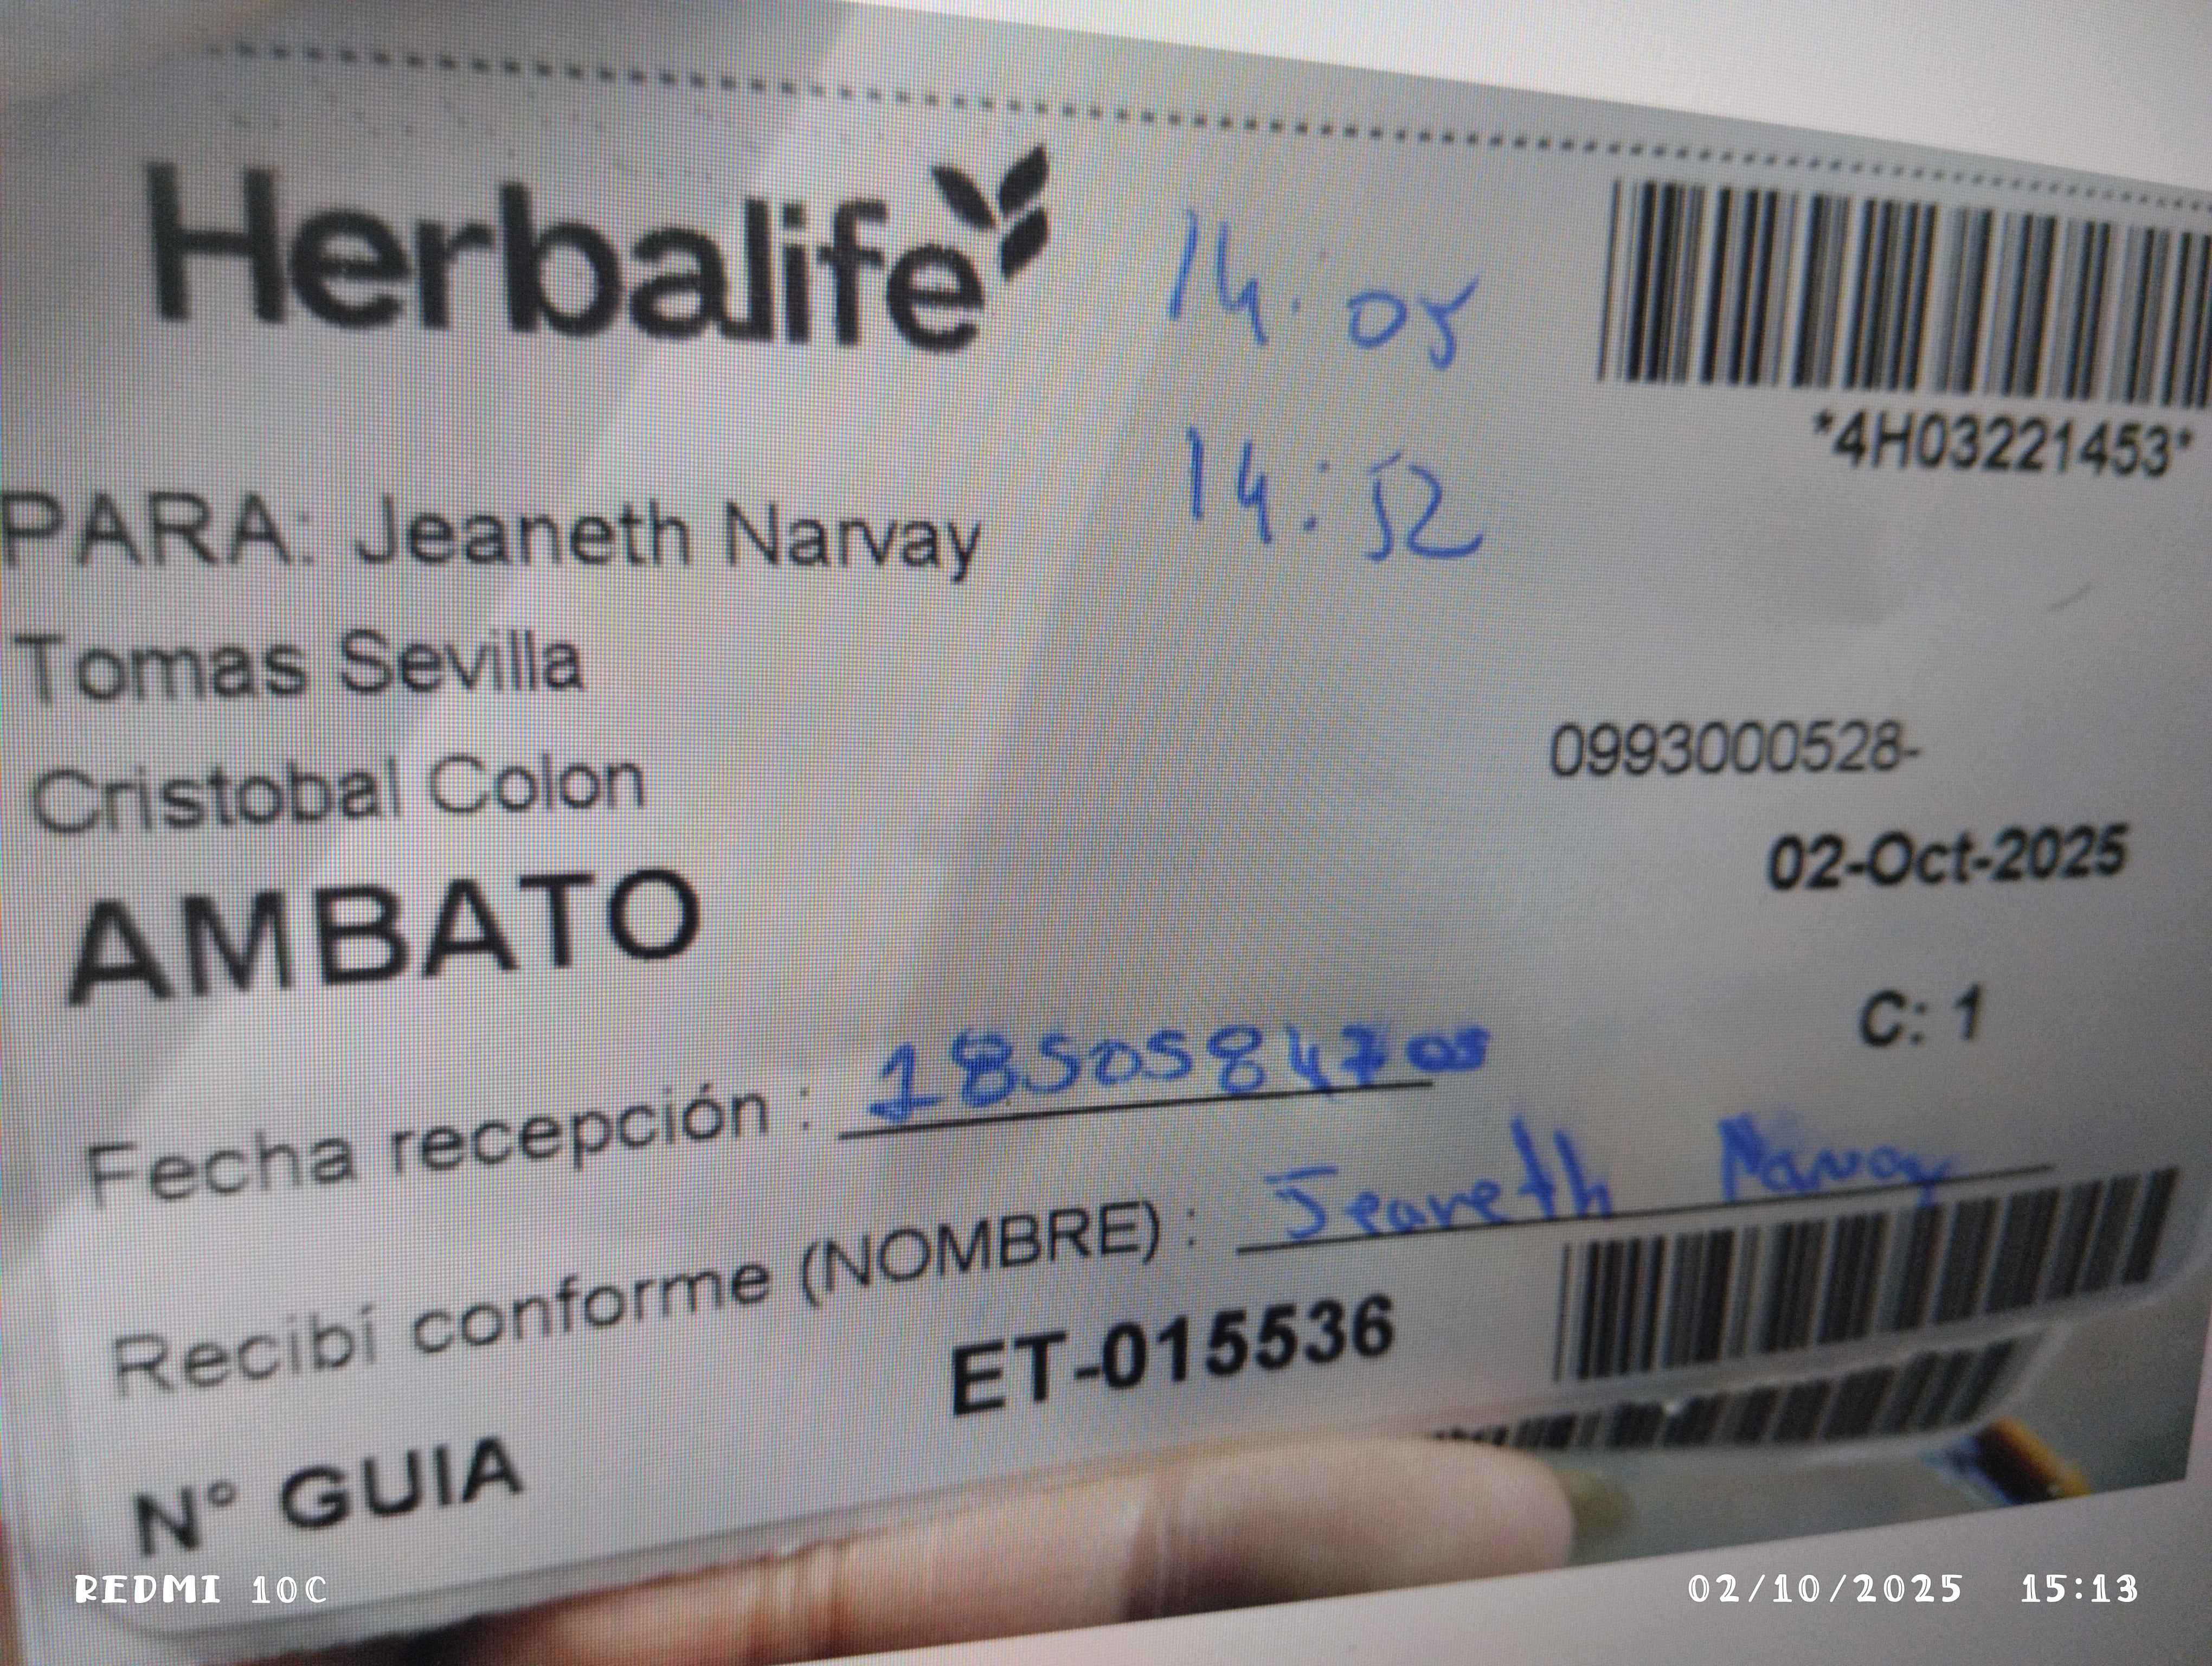 Herbalife
14:05
14:52
*4H03221453*
PARA: Jeaneth Narvay
Tomas Sevilla
Cristobal Colon
0993000528-
AMBATO
02-Oct-2025
C: 1
Fecha recepción :
Recibí conforme (NOMBRE) : Jeaneth Narvay
N° GUIA ET-015536
REDMI 10C
02/10/2025 15:13